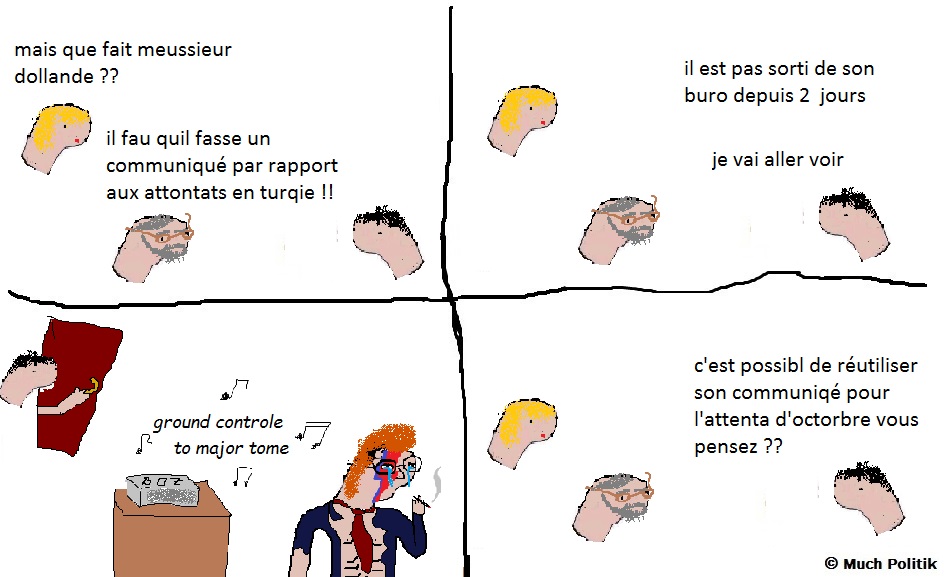 mais que fait meussieur
dollande ??
il fau quil fasse un
communiqué par rapport
aux attontats en turqie !!
il est pas sorti de son
buro depuis 2 jours
je vai aller voir
ground controle
to major tome
c'est possibl de réutiliser
son communiqé pour
l'attenta d'octorbre vous
pensez ??
© Much Politik